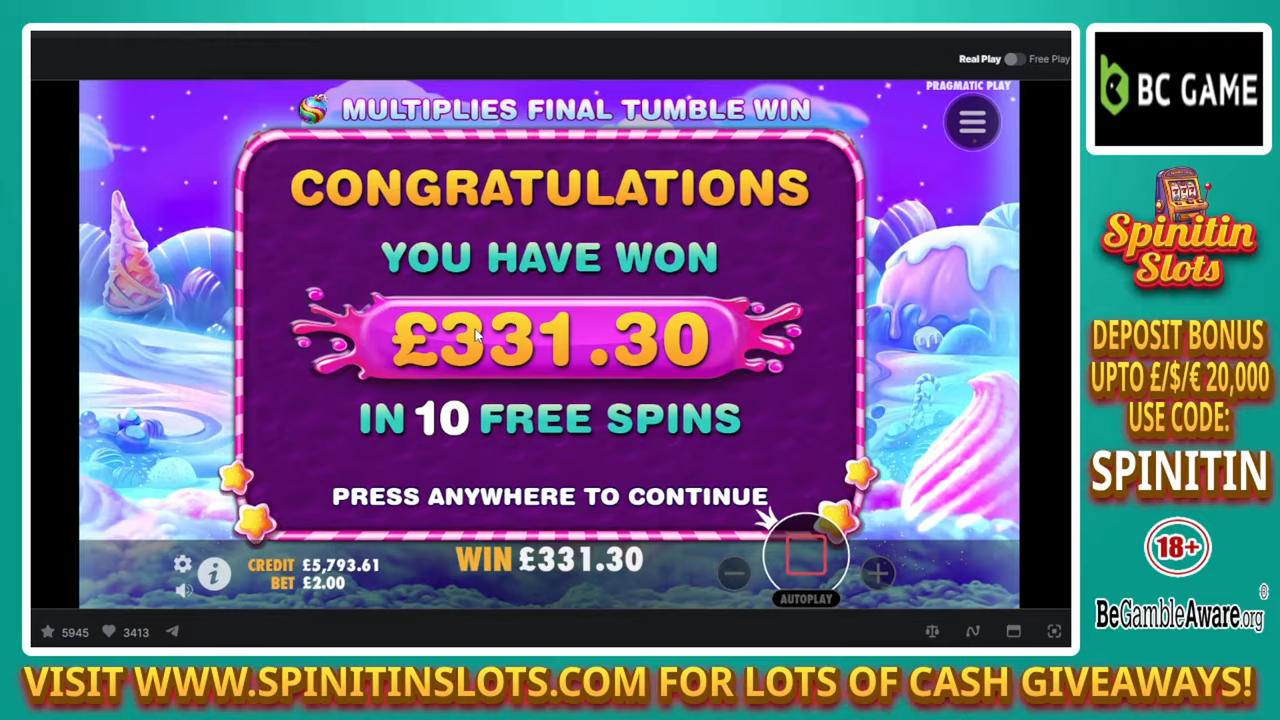 Real Play Free Play
PRAGMATIC PLAY
MULTIPLIES FINAL TUMBLE WIN
CONGRATULATIONS
YOU HAVE WON
£331.30
IN 10 FREE SPINS
PRESS ANYWHERE TO CONTINUE
CREDIT £5,793.61
BET £2.00
WIN £331.30
AUTOPLAY
5945 3413
BC GAME
Spinitin
Slots
DEPOSIT BONUS
UPTO £/$/€ 20,000
USE CODE:
SPINITIN
18+
BeGambleAware.org®
VISIT WWW.SPINITINSLOTS.COM FOR LOTS OF CASH GIVEAWAYS!